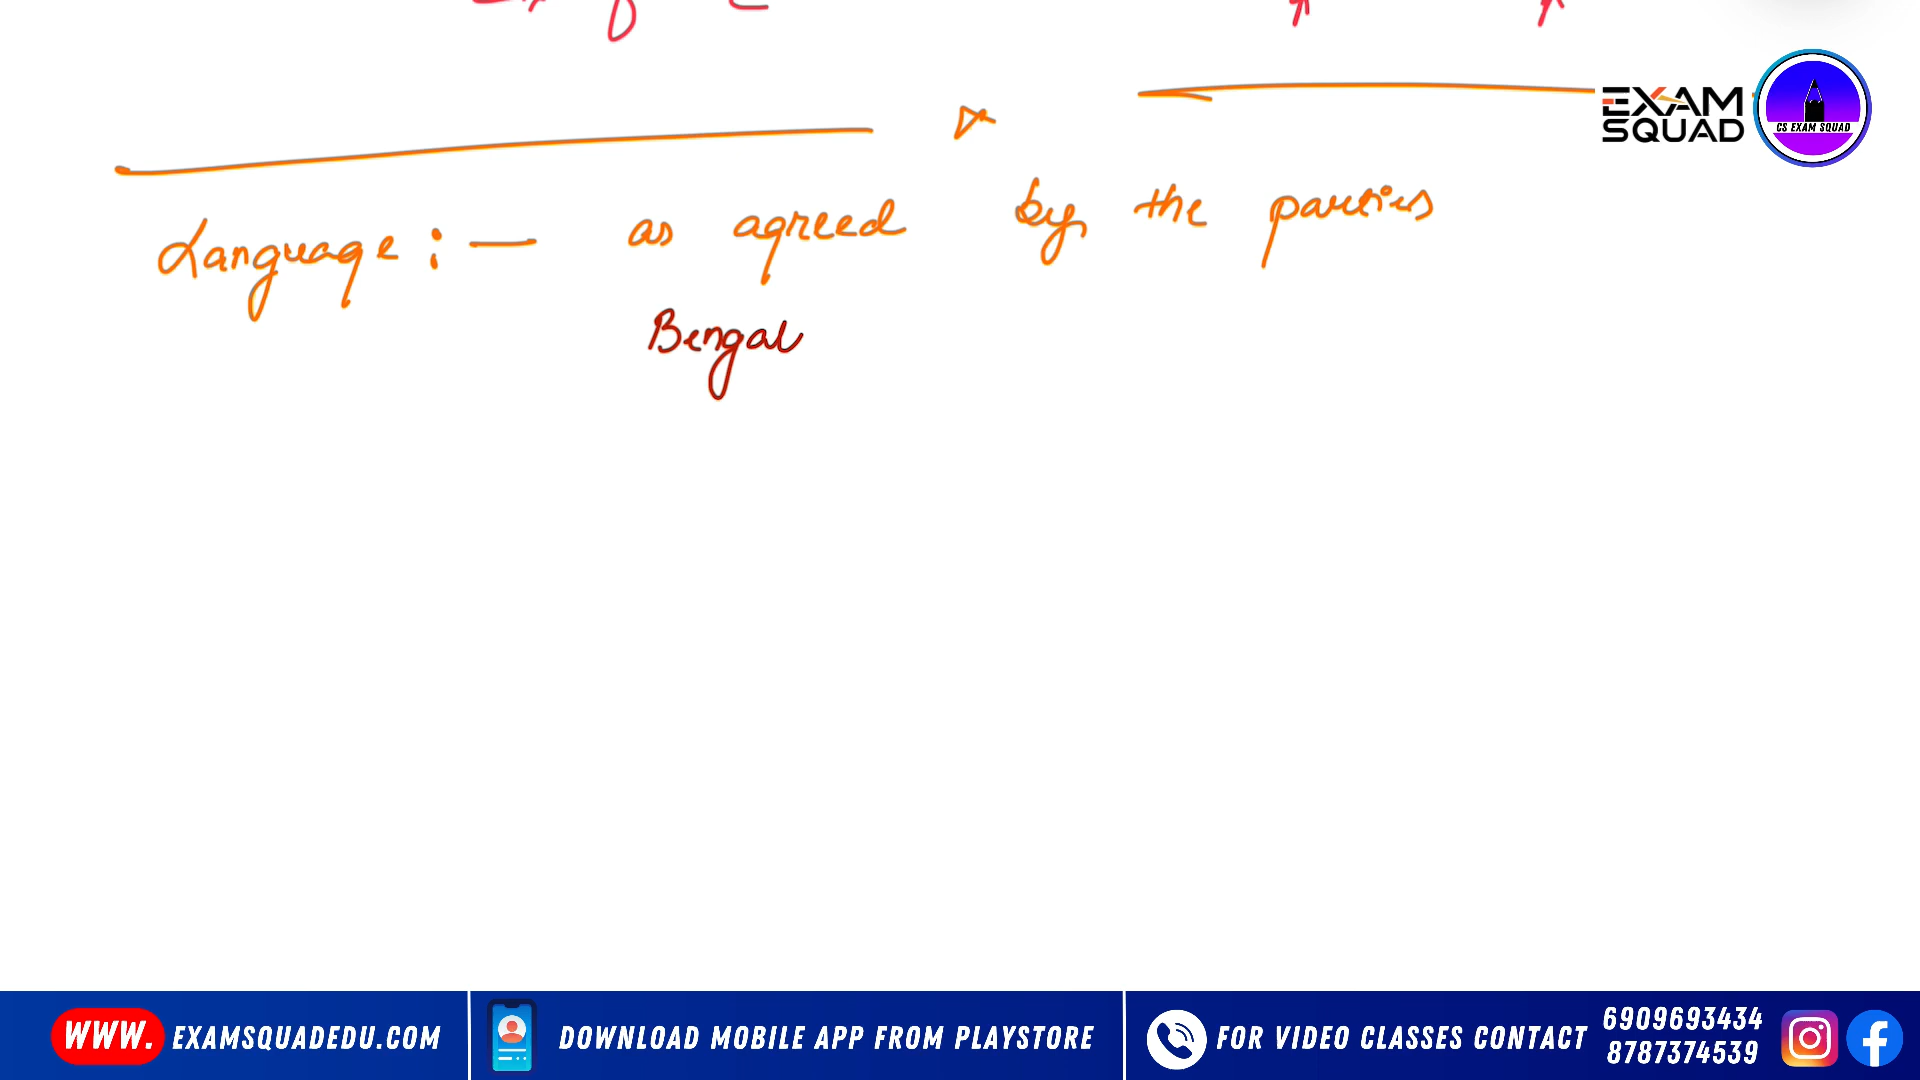 EXAM
SQUAD
CS EXAM SQUAD
Language :— as agreed by the parties
Bengal
WWW. EXAMSQUADEDU.COM
DOWNLOAD MOBILE APP FROM PLAYSTORE
FOR VIDEO CLASSES CONTACT
6909693434
8787374539